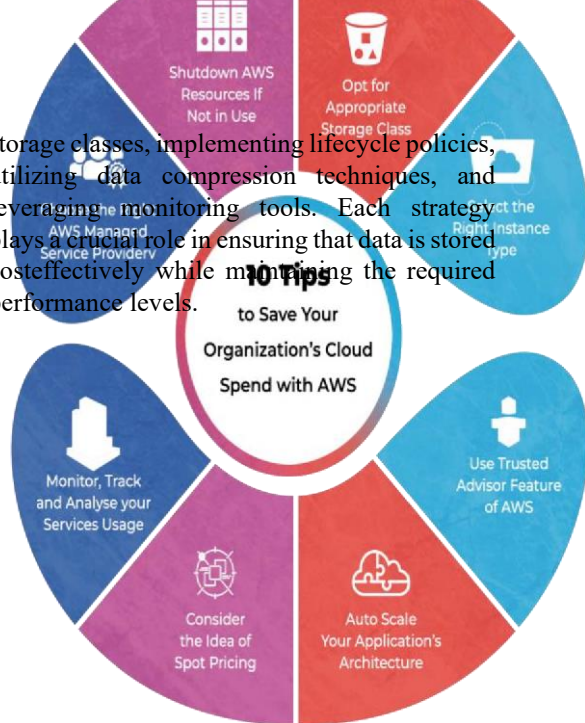 Shutdown AWS
Resources If
Not in Use
Opt for
Appropriate
Storage Class
torage classes, implementing lifecycle policies,
tilizing data compression techniques, and
everaging monitoring tools. Each strategy
lays a crucial role in ensuring that data is stored
osteffectively while maintaining the required
erformance levels.
the
AWS Managed
Service Providerv
Select the
Right Instance
Type
10 Tips
to Save Your
Organization's Cloud
Spend with AWS
Monitor, Track
and Analyse your
Services Usage
Use Trusted
Advisor Feature
of AWS
Consider
the Idea of
Spot Pricing
Auto Scale
Your Application's
Architecture